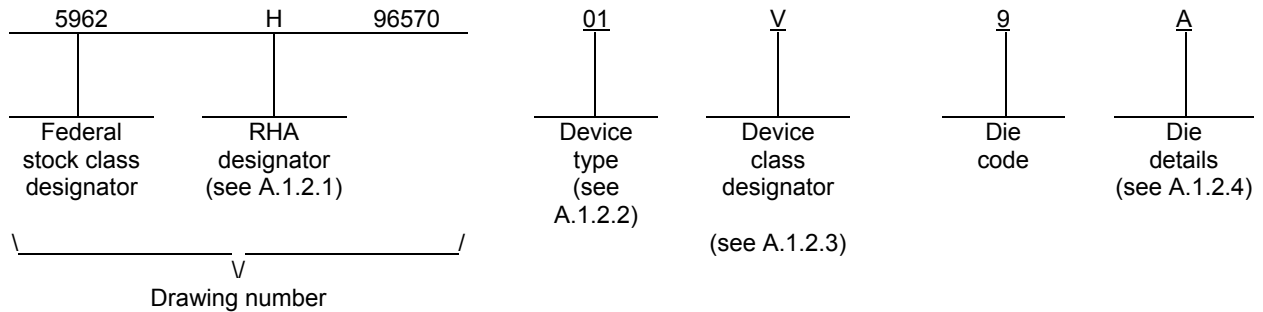 5962 H 96570 01 V 9 A
Federal stock class designator
RHA designator (see A.1.2.1)
Device type (see A.1.2.2)
Device class designator (see A.1.2.3)
Die code
Die details (see A.1.2.4)
\ /
\/
Drawing number